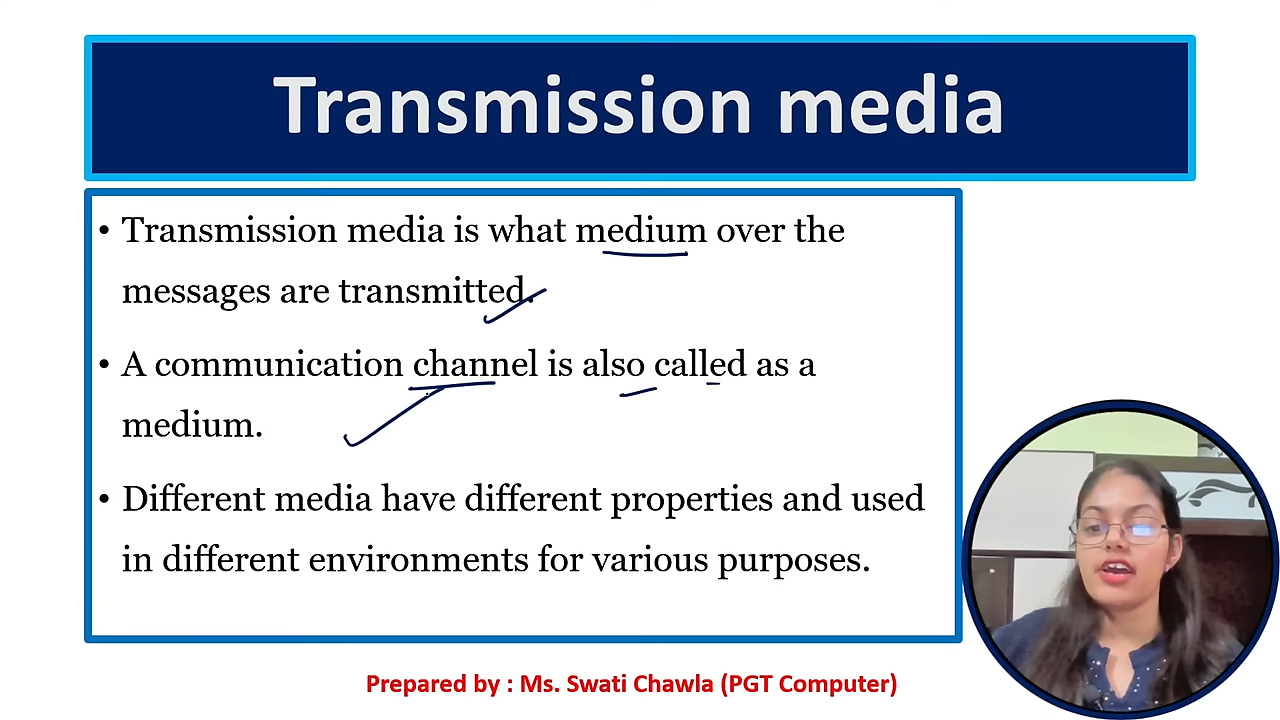 Transmission media
• Transmission media is what medium over the
messages are transmitted.
• A communication channel is also called as a
medium.
• Different media have different properties and used
in different environments for various purposes.
Prepared by : Ms. Swati Chawla (PGT Computer)